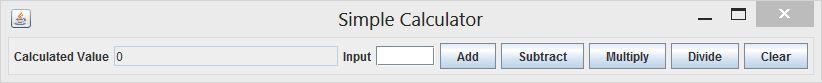 Simple Calculator
Calculated Value 0 Input Add Subtract Multiply Divide Clear